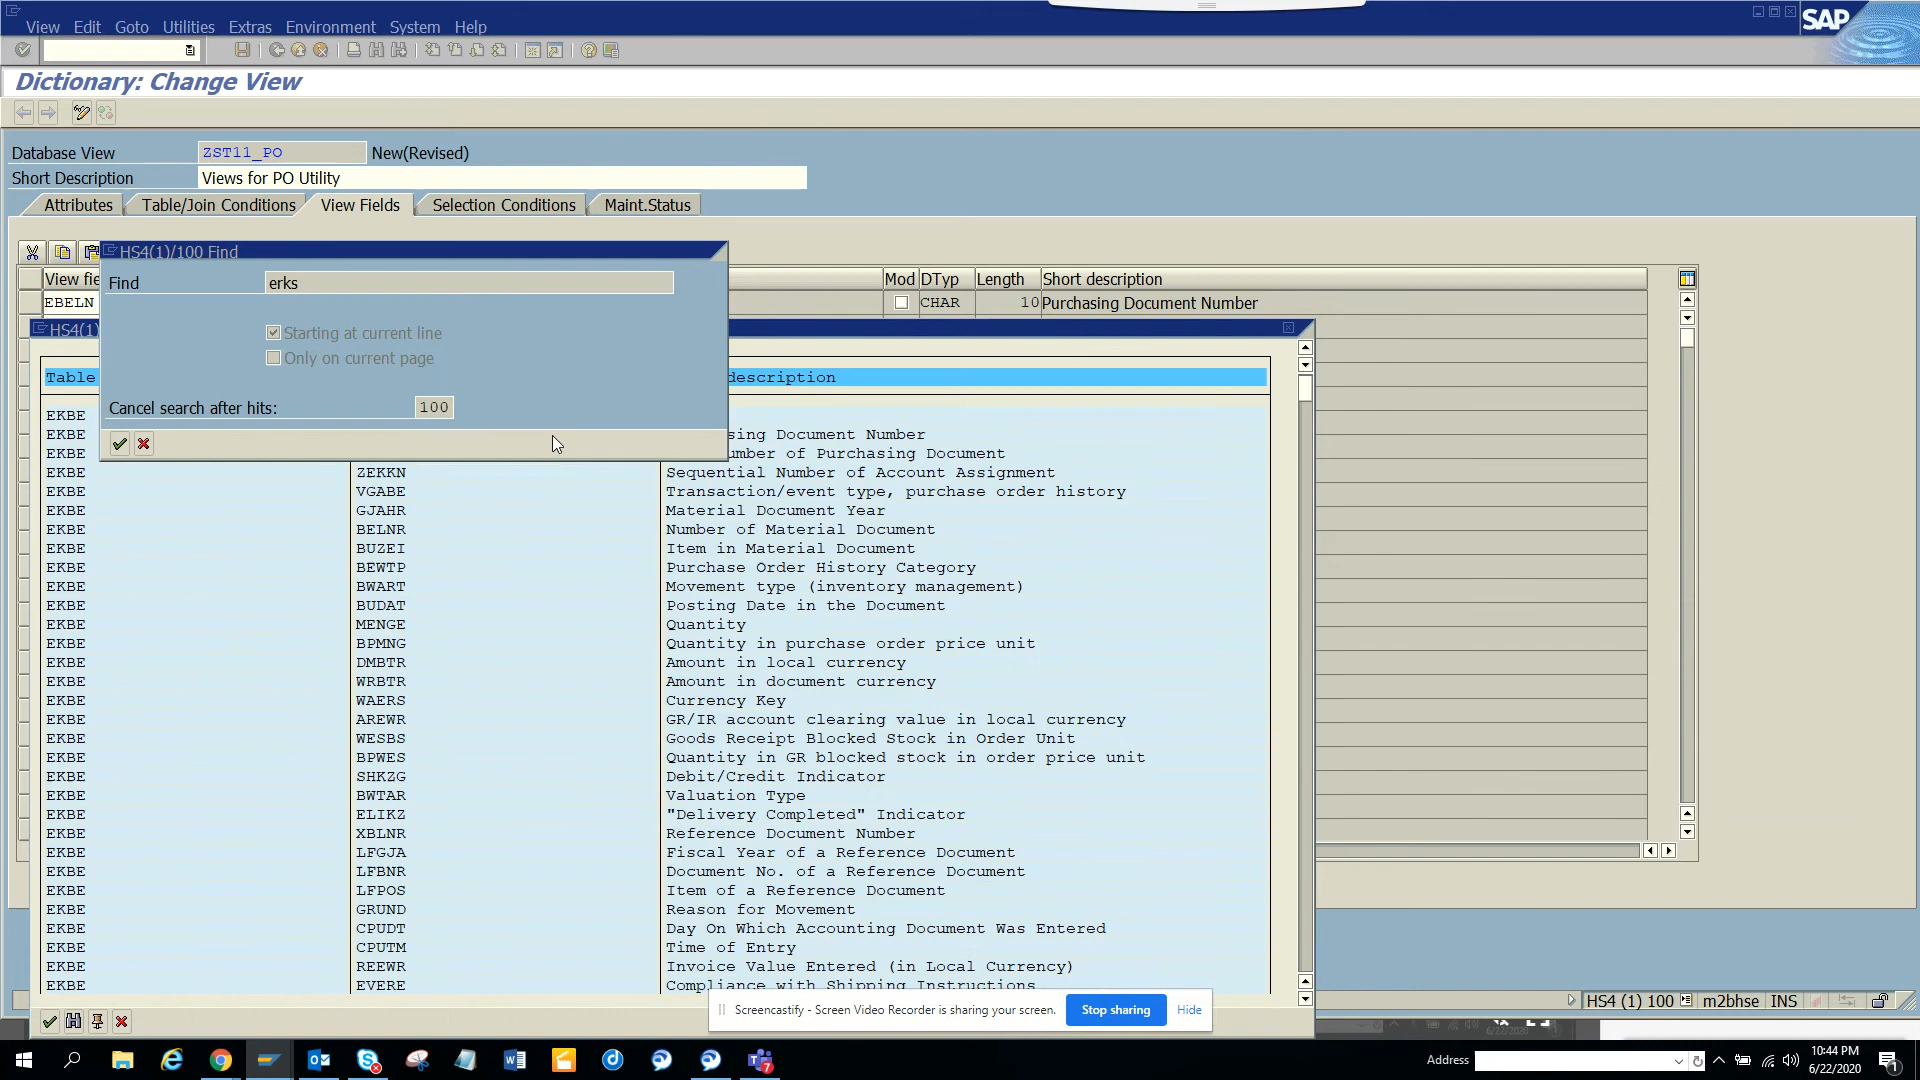 View Edit Goto Utilities Extras Environment System Help
SAP
Dictionary: Change View
Database View ZST11_PO New(Revised)
Short Description Views for PO Utility
Attributes Table/Join Conditions View Fields Selection Conditions Maint.Status
HS4(1)/100 Find
View fie Mod DTyp Length Short description
Find erks
EBELN CHAR 10 Purchasing Document Number
HS4(1)
Starting at current line
Only on current page
Table description
Cancel search after hits: 100
EKBE
EKBE sing Document Number
EKBE umber of Purchasing Document
EKBE ZEKKN Sequential Number of Account Assignment
EKBE VGABE Transaction/event type, purchase order history
EKBE GJAHR Material Document Year
EKBE BELNR Number of Material Document
EKBE BUZEI Item in Material Document
EKBE BEWTP Purchase Order History Category
EKBE BWART Movement type (inventory management)
EKBE BUDAT Posting Date in the Document
EKBE MENGE Quantity
EKBE BPMNG Quantity in purchase order price unit
EKBE DMBTR Amount in local currency
EKBE WRBTR Amount in document currency
EKBE WAERS Currency Key
EKBE AREWR GR/IR account clearing value in local currency
EKBE WESBS Goods Receipt Blocked Stock in Order Unit
EKBE BPWES Quantity in GR blocked stock in order price unit
EKBE SHKZG Debit/Credit Indicator
EKBE BWTAR Valuation Type
EKBE ELIKZ "Delivery Completed" Indicator
EKBE XBLNR Reference Document Number
EKBE LFGJA Fiscal Year of a Reference Document
EKBE LFBNR Document No. of a Reference Document
EKBE LFPOS Item of a Reference Document
EKBE GRUND Reason for Movement
EKBE CPUDT Day On Which Accounting Document Was Entered
EKBE CPUTM Time of Entry
EKBE REEWR Invoice Value Entered (in Local Currency)
EKBE EVERE Compliance with Shipping Instructions
HS4 (1) 100 m2bhse INS
Screencastify - Screen Video Recorder is sharing your screen. Stop sharing Hide
6/22/2020
Address
10:44 PM
6/22/2020
7
1